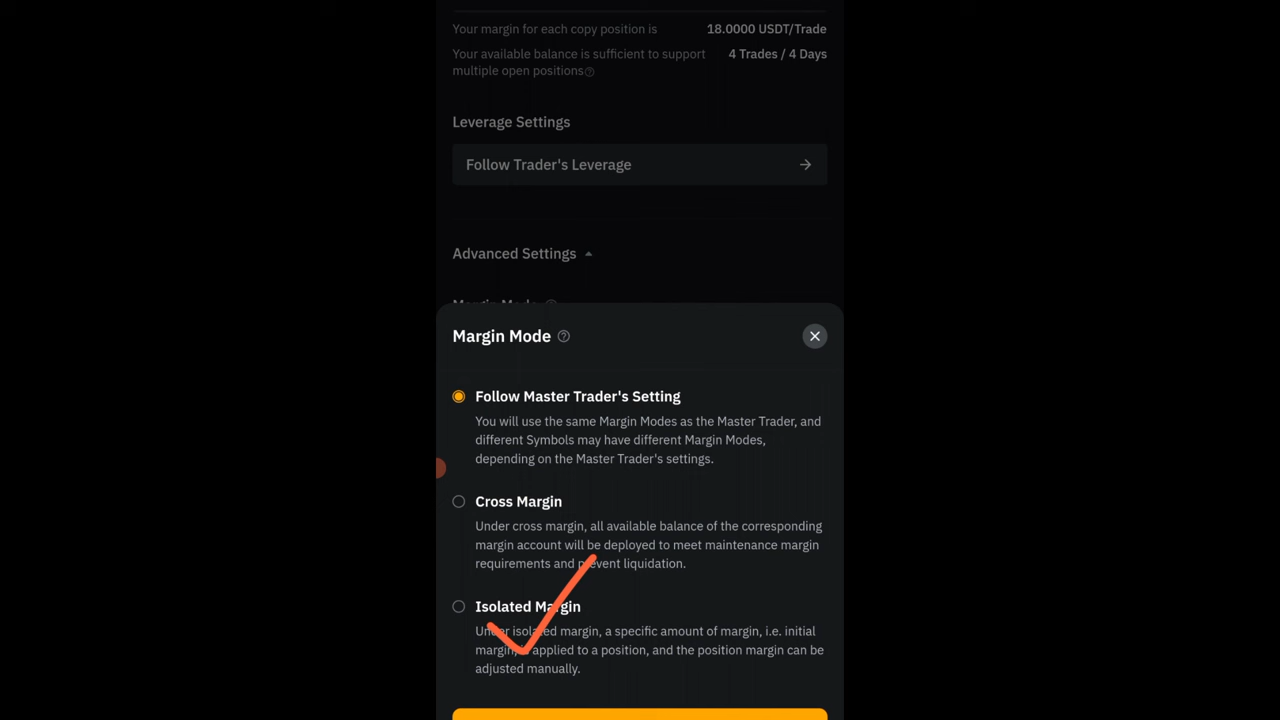 Your margin for each copy position is 18.0000 USDT/Trade
Your available balance is sufficient to support 4 Trades / 4 Days
multiple open positions
Leverage Settings
Follow Trader's Leverage
Advanced Settings
Margin Mode
Margin Mode
Follow Master Trader's Setting
You will use the same Margin Modes as the Master Trader, and
different Symbols may have different Margin Modes,
depending on the Master Trader's settings.
Cross Margin
Under cross margin, all available balance of the corresponding
margin account will be deployed to meet maintenance margin
requirements and prevent liquidation.
Isolated Margin
Under isolated margin, a specific amount of margin, i.e. initial
margin, is applied to a position, and the position margin can be
adjusted manually.